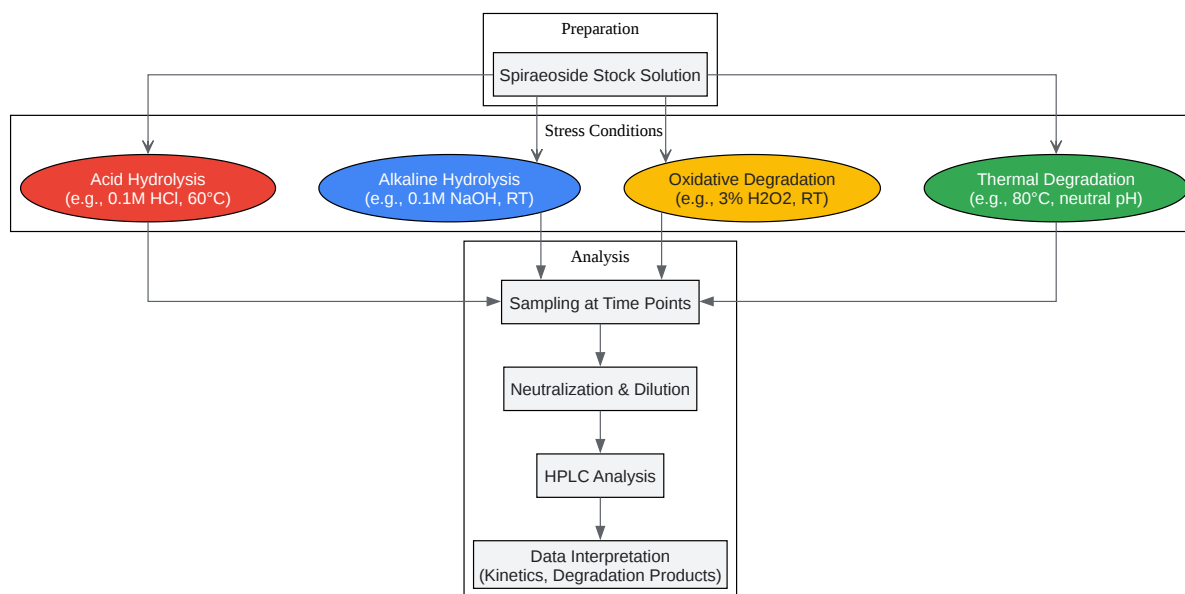 Preparation
Spiraeoside Stock Solution
Stress Conditions
Acid Hydrolysis
(e.g., 0.1M HCl, 60°C)
Alkaline Hydrolysis
(e.g., 0.1M NaOH, RT)
Oxidative Degradation
(e.g., 3% H2O2, RT)
Thermal Degradation
(e.g., 80°C, neutral pH)
Analysis
Sampling at Time Points
Neutralization & Dilution
HPLC Analysis
Data Interpretation
(Kinetics, Degradation Products)